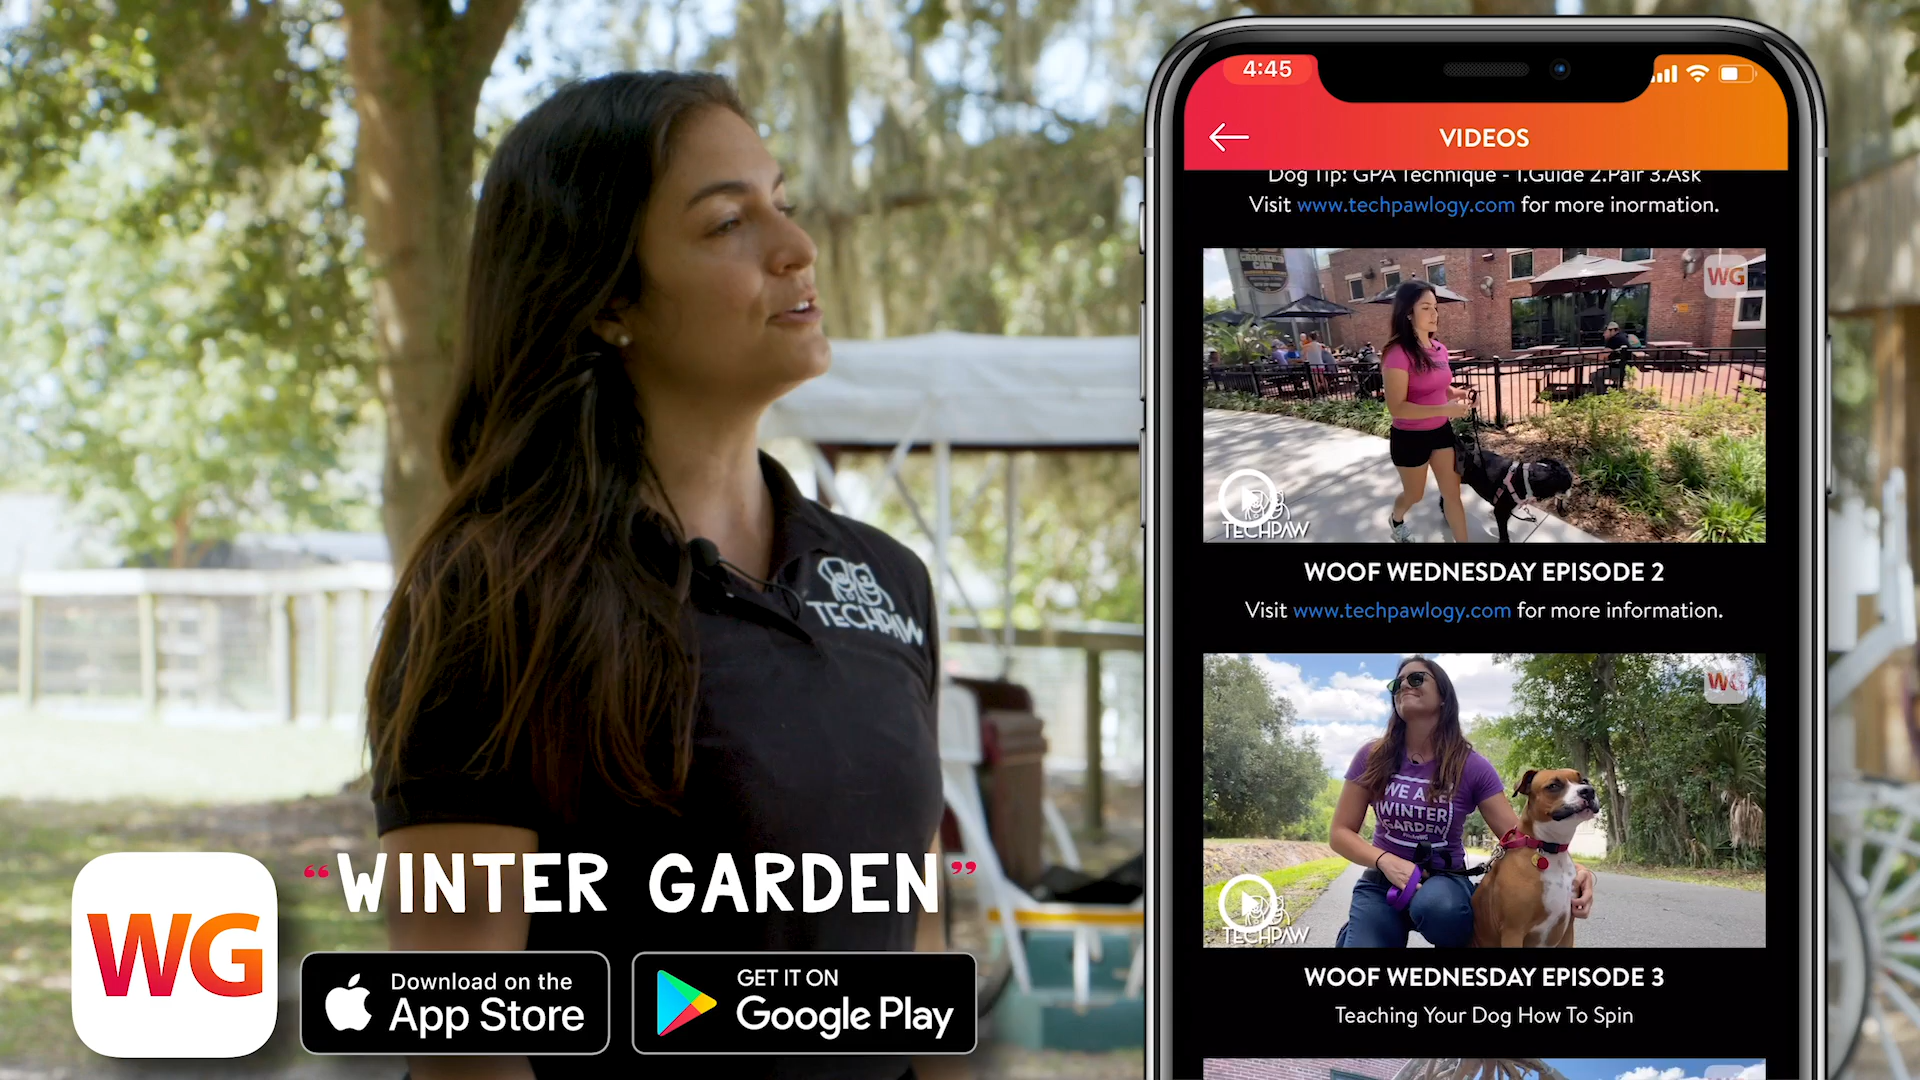 TECHPAW
“WINTER GARDEN”
WG
Download on the
App Store
GET IT ON
Google Play
4:45
VIDEOS
Dog Tip: GPA Technique - 1.Guide 2.Pair 3.Ask
Visit www.techpawlogy.com for more inormation.
CROOKED
CAN
WG
TECHPAW
WOOF WEDNESDAY EPISODE 2
Visit www.techpawlogy.com for more information.
WG
WE ARE
WINTER
GARDEN
TECHPAW
WOOF WEDNESDAY EPISODE 3
Teaching Your Dog How To Spin